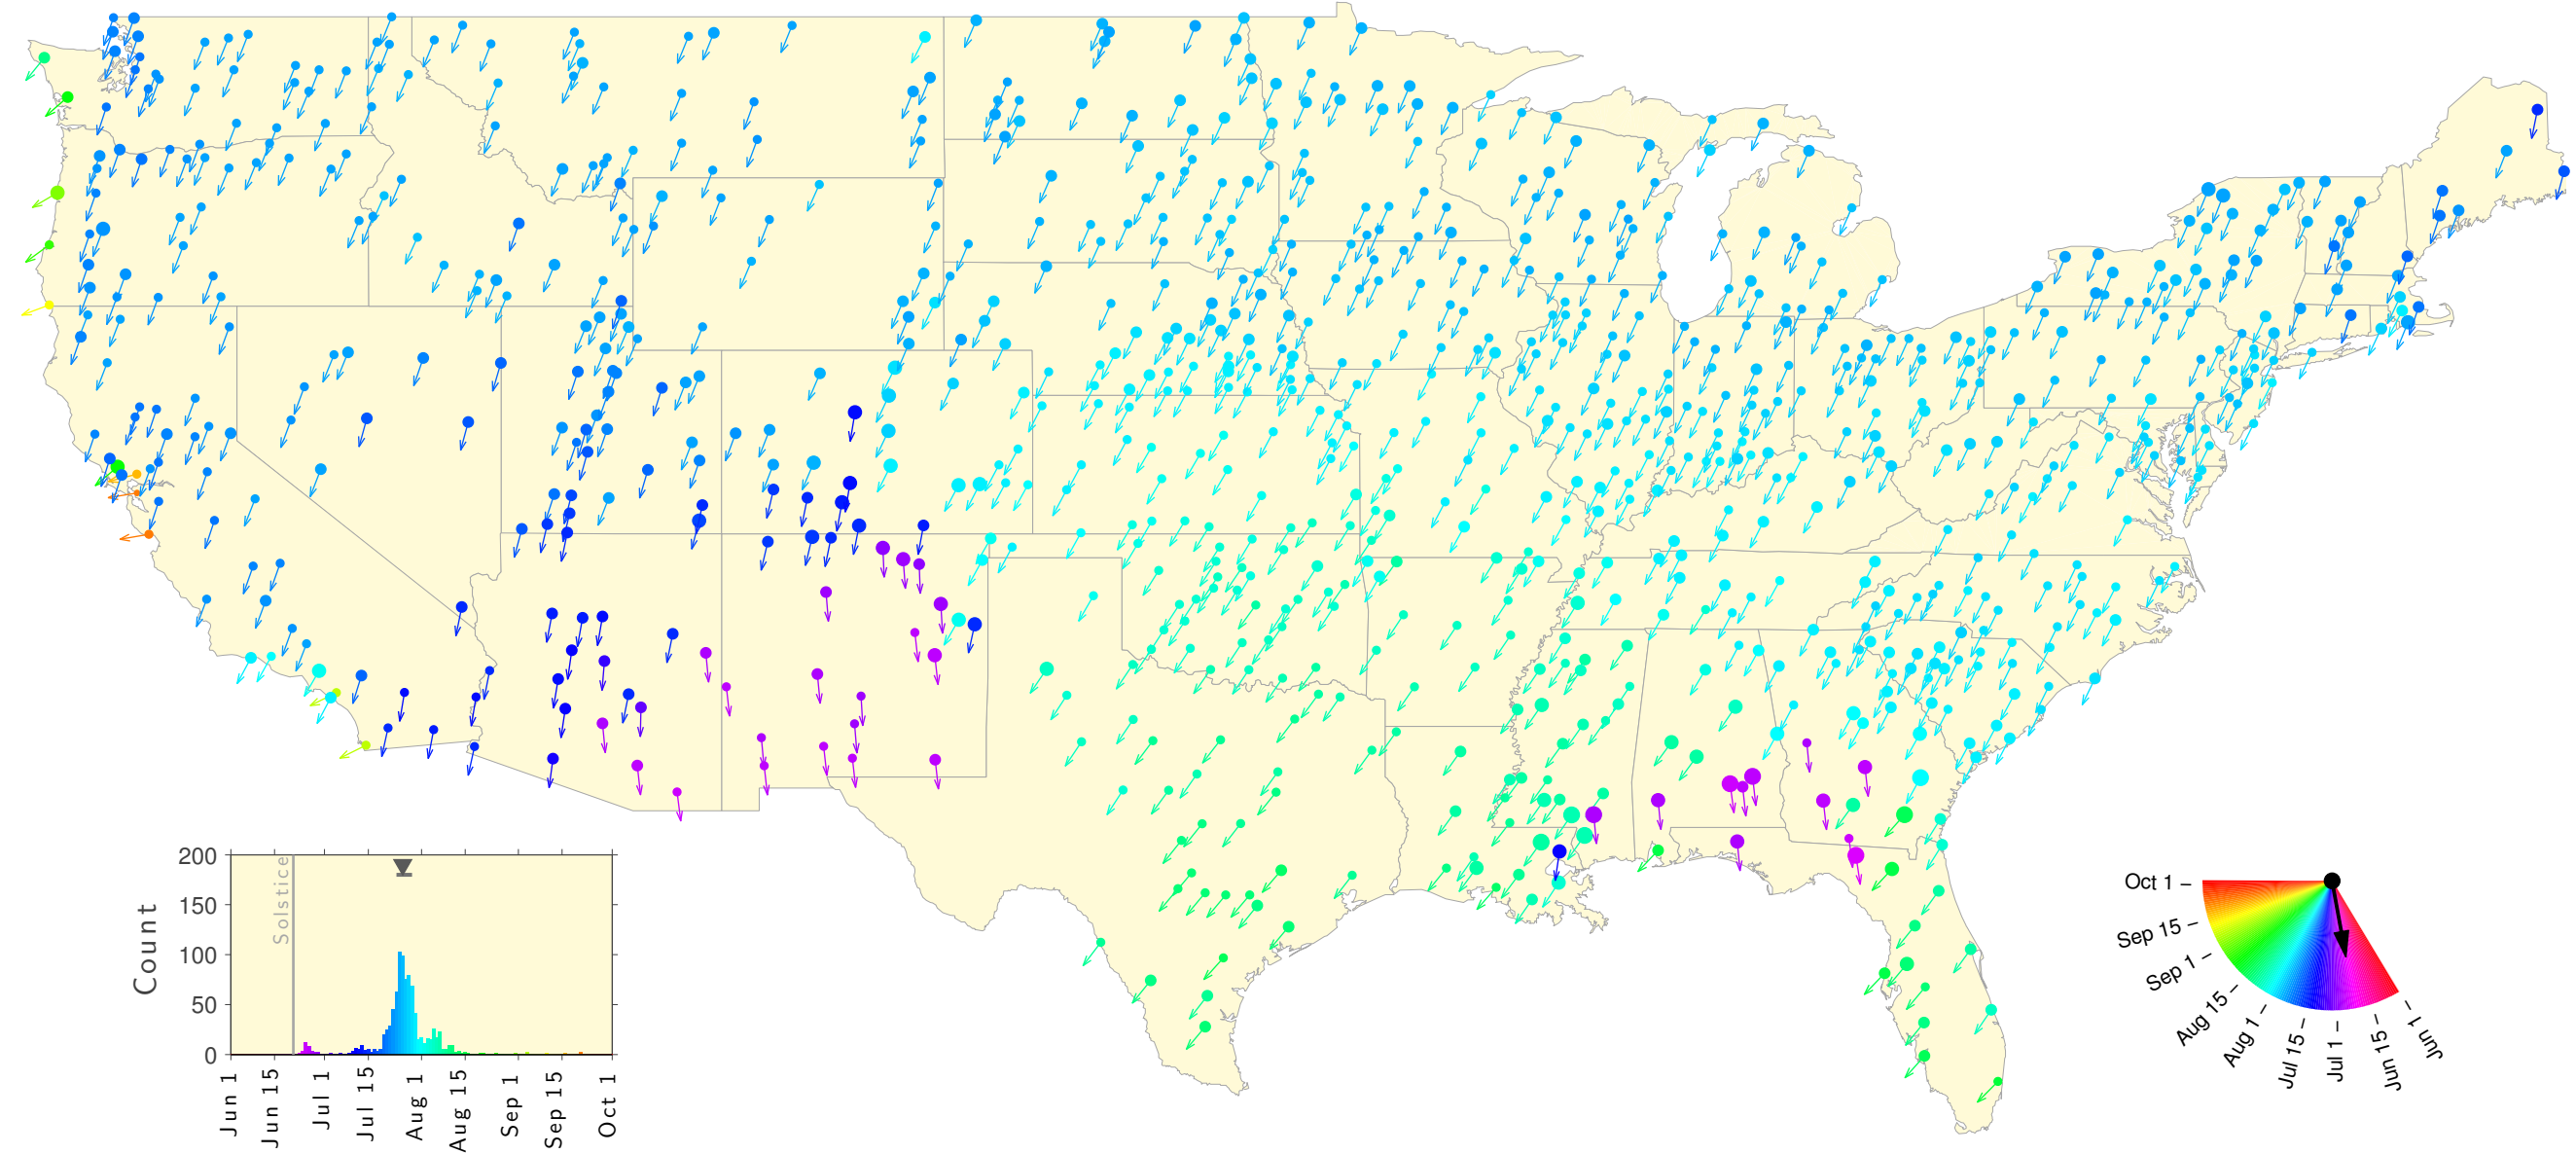 200
150
100
50
0
Count
Solstice
Jun 1
Jun 15
Jul 1
Jul 15
Aug 1
Aug 15
Sep 1
Sep 15
Oct 1
Oct 1 –
Sep 15 –
Sep 1 –
Aug 15 –
Aug 1 –
Jul 15 –
Jul 1 –
Jun 15 –
Jun 1 –